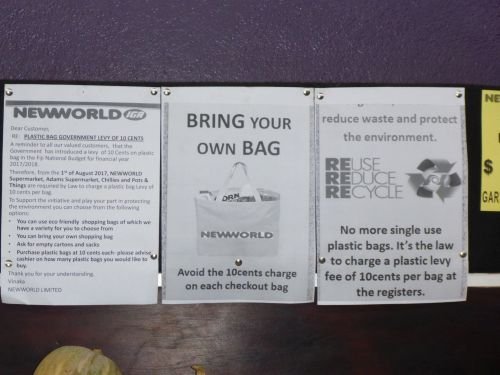 NEWWORLD IGA
Dear Customer,
RE: PLASTIC BAG GOVERNMENT LEVY OF 10 CENTS
A reminder to all our valued customers, that the
Government has introduced a levy of 10 Cents on plastic
bag in the Fiji National Budget for financial year
2017/2018.
Therefore, from the 1st of August 2017, NEWWORLD
Supermarket, Adams Supermarket, Chillies and Pots &
Things are required by Law to charge a plastic bag Levy of
10 cents per bag.
To Support the initiative and play your part in protecting
the environment you can choose from the following
options:
• You can use eco friendly shopping bags of which we
have a variety for you to choose from
• You can bring your own shopping bag
• Ask for empty cartons and sacks
• Purchase plastic bags at 10 cents each- please advise
cashier on how many plastic bags you would like to
buy.
Thank you for your understanding.
Vinaka
NEWWORLD LIMITED
BRING YOUR
OWN BAG
NEWWORLD
Avoid the 10cents charge
on each checkout bag
reduce waste and protect
the environment.
REUSE
REDUCE
RECYCLE
No more single use
plastic bags. It's the law
to charge a plastic levy
fee of 10cents per bag at
the registers.
NE
$
GAR